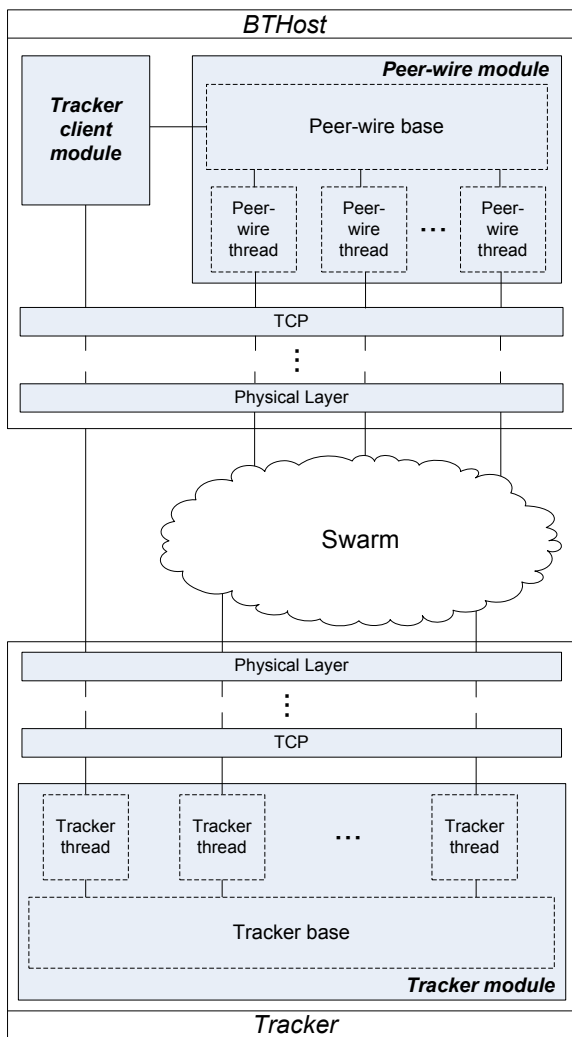 BTHost
Peer-wire module
Tracker
client
module
Peer-wire base
Peer-
wire
thread
Peer-
wire
thread
...
Peer-
wire
thread
TCP
...
Physical Layer
Swarm
Physical Layer
...
TCP
Tracker
thread
Tracker
thread
...
Tracker
thread
Tracker base
Tracker module
Tracker